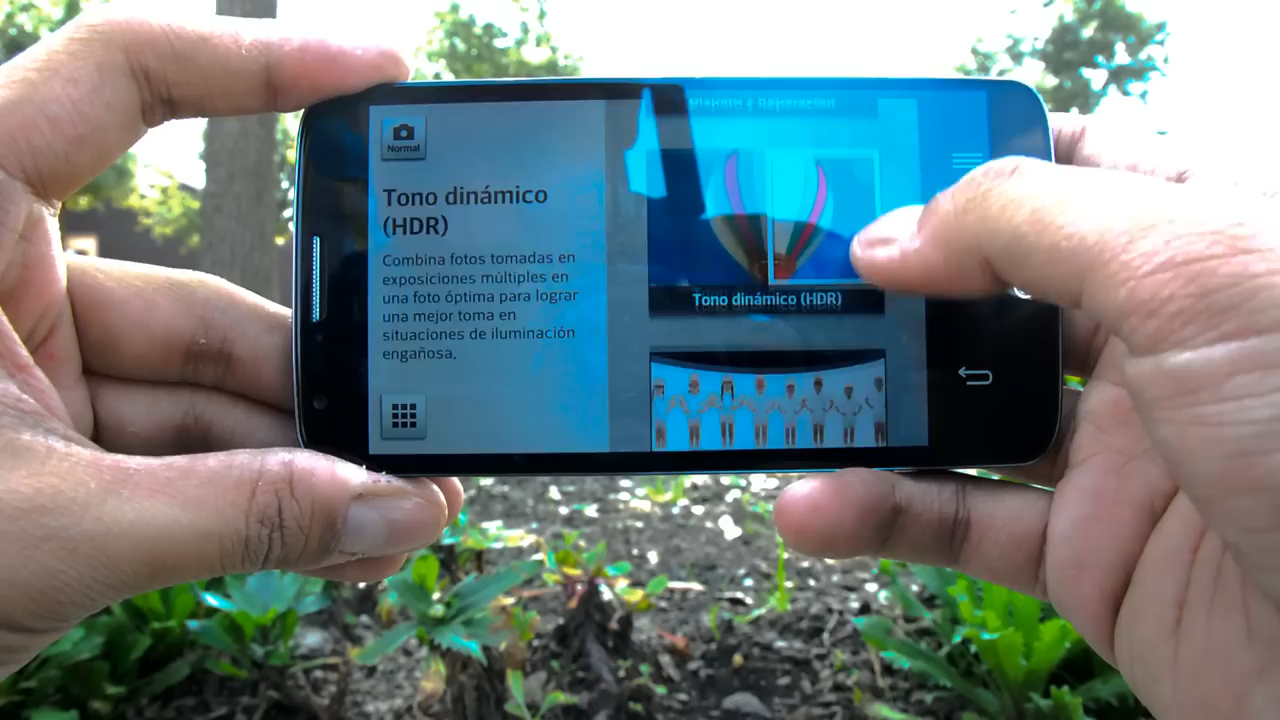 Normal
Tono dinámico
(HDR)
Combina fotos tomadas en
exposiciones múltiples en
una foto óptima para lograr
una mejor toma en
situaciones de iluminación
engañosa.
Reparación
Tono dinámico (HDR)